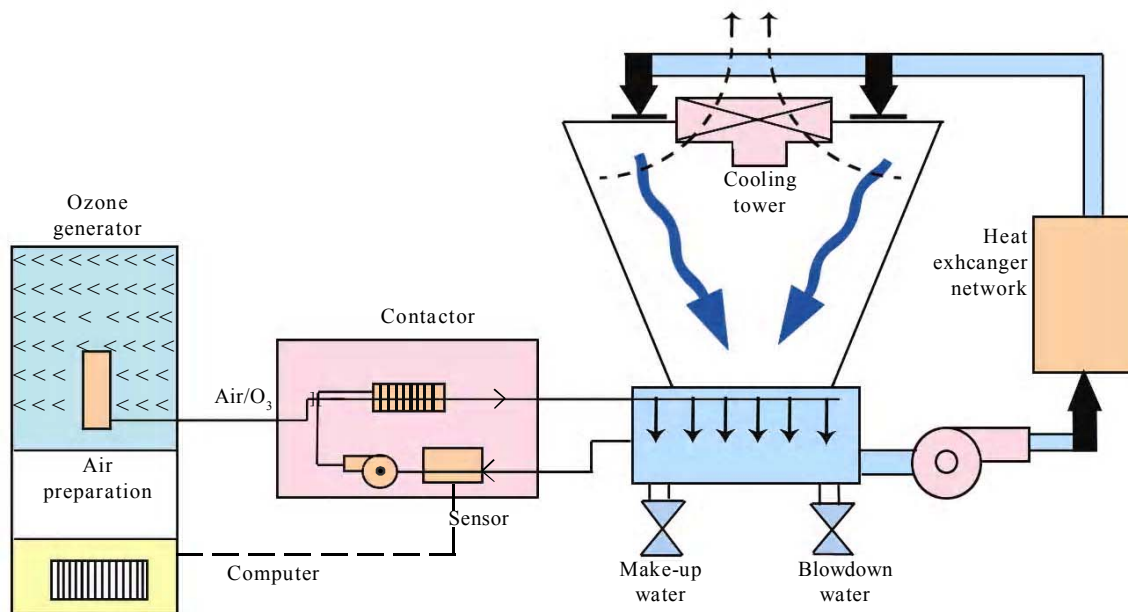 Ozone
generator
Air
preparation
Air/O₃
Contactor
Sensor
Computer
Cooling
tower
Heat
exhcanger
network
Make-up
water
Blowdown
water